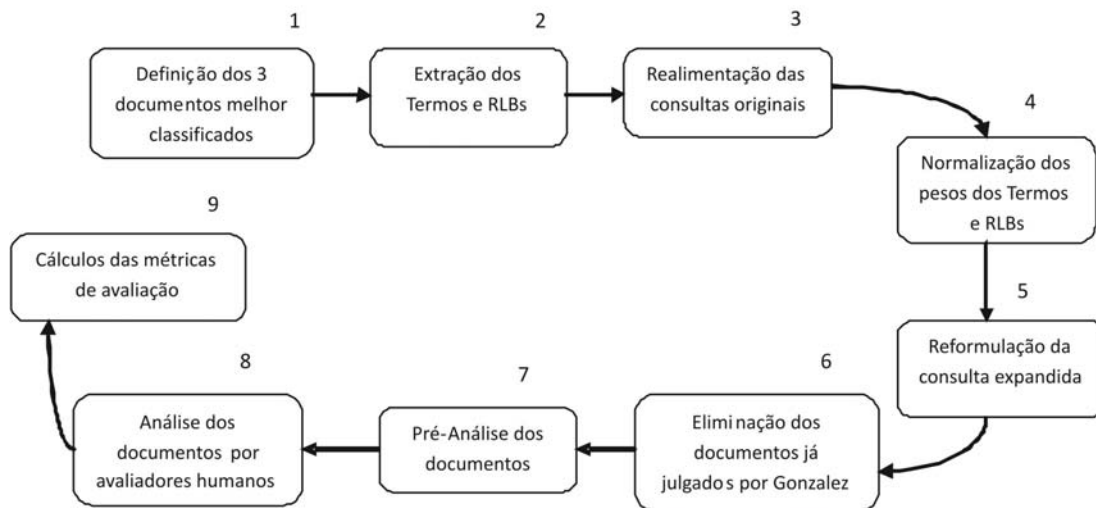 1
Definição dos 3
documentos melhor
classificados
2
Extração dos
Termos e RLBs
3
Realimentação das
consultas originais
4
Normalização dos
pesos dos Termos
e RLBs
5
Reformulação da
consulta expandida
6
Eliminação dos
documentos já
julgados por Gonzalez
7
Pré-Análise dos
documentos
8
Análise dos
documentos por
avaliadores humanos
9
Cálculos das métricas
de avaliação